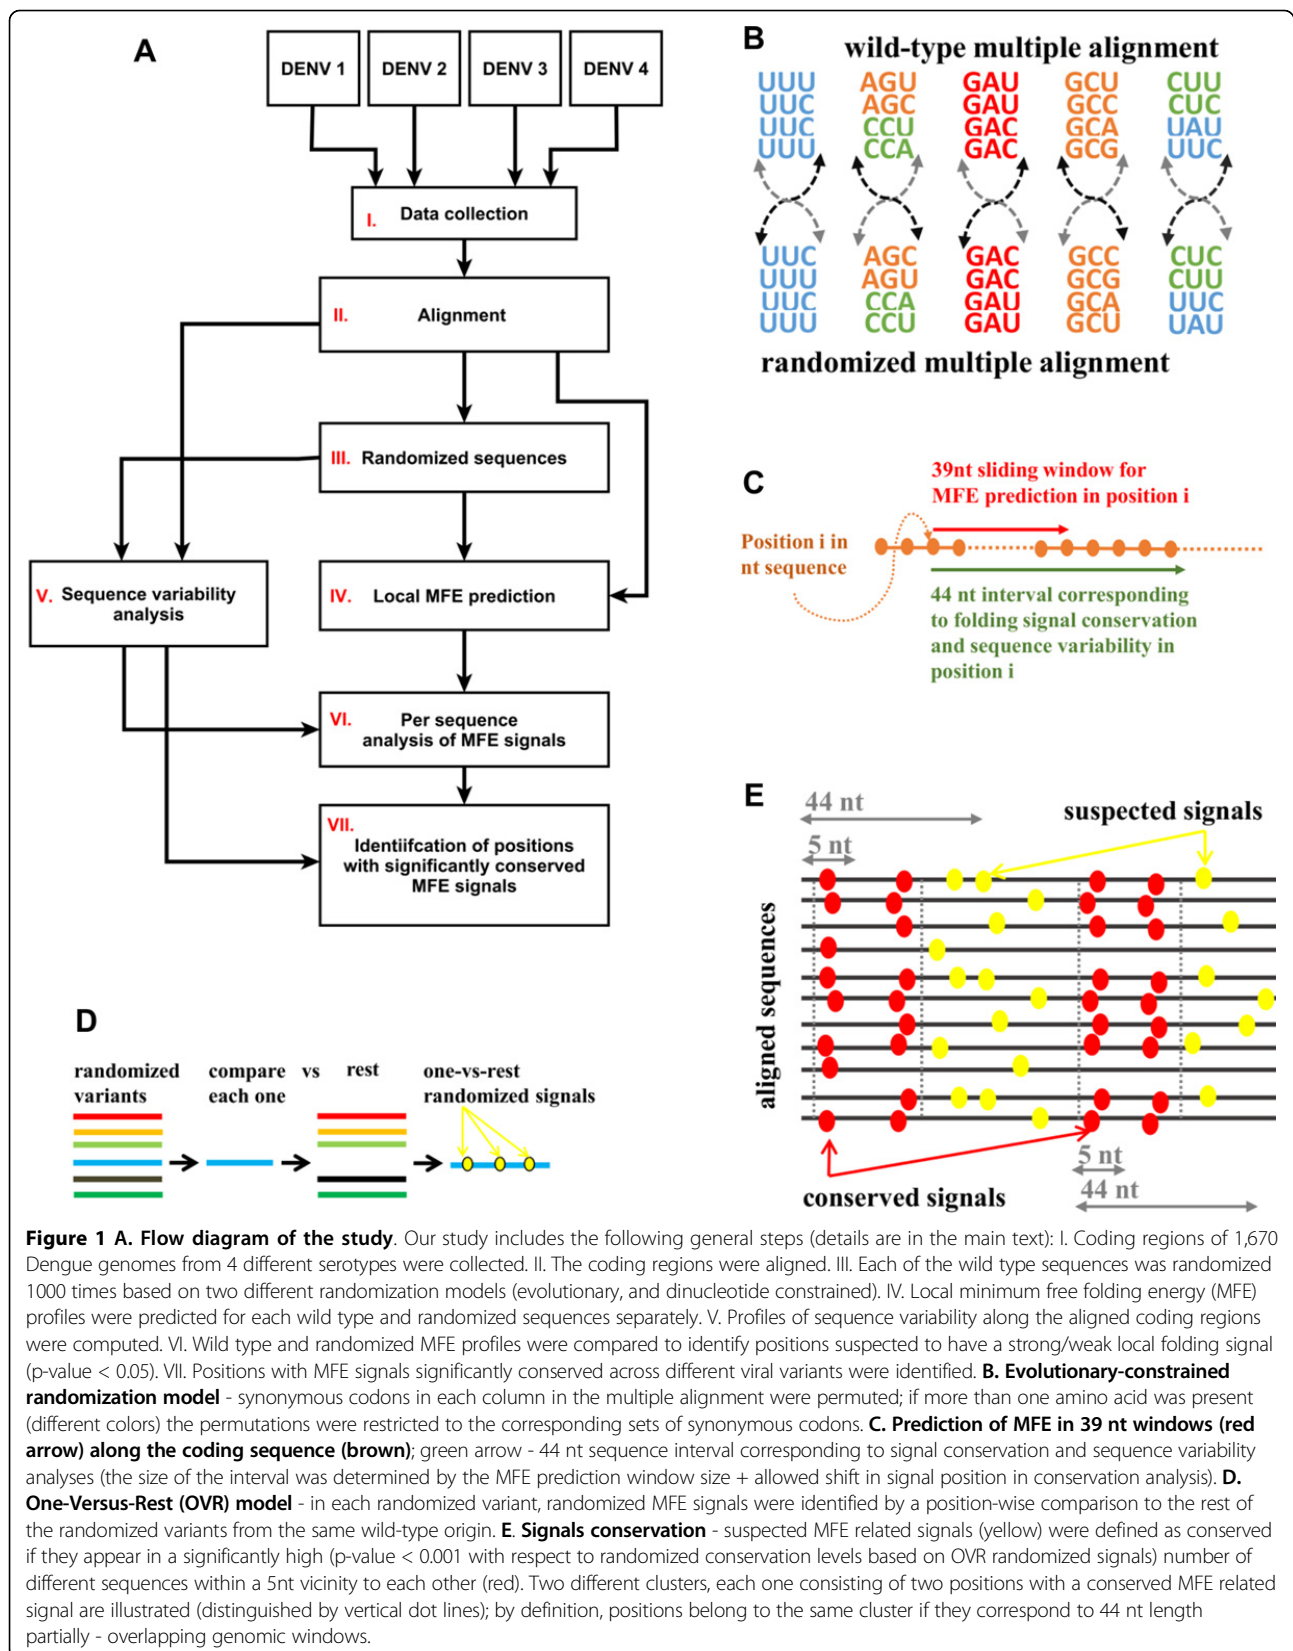 A
DENV 1
DENV 2
DENV 3
DENV 4
I.
Data collection
II.
Alignment
III.
Randomized sequences
V.
Sequence variability
analysis
IV.
Local MFE prediction
VI.
Per sequence
analysis of MFE signals
VII.
Identiifcation of positions
with significantly conserved
MFE signals
B
wild-type multiple alignment
UUU AGU GAU GCU CUU
UUC AGC GAU GCC CUC
UUC CCU GAC GCA UAU
UUU CCA GAC GCG UUC
UUC AGC GAC GCC CUC
UUU AGU GAC GCG CUU
UUC CCA GAU GCA UUC
UUU CCU GAU GCU UAU
randomized multiple alignment
C
39nt sliding window for
MFE prediction in position i
Position i in
nt sequence
44 nt interval corresponding
to folding signal conservation
and sequence variability in
position i
D
randomized
variants
compare
each one
vs
rest
one-vs-rest
randomized signals
E
44 nt
suspected signals
5 nt
aligned sequences
5 nt
conserved signals
44 nt
Figure 1 A. Flow diagram of the study. Our study includes the following general steps (details are in the main text): I. Coding regions of 1,670
Dengue genomes from 4 different serotypes were collected. II. The coding regions were aligned. III. Each of the wild type sequences was randomized
1000 times based on two different randomization models (evolutionary, and dinucleotide constrained). IV. Local minimum free folding energy (MFE)
profiles were predicted for each wild type and randomized sequences separately. V. Profiles of sequence variability along the aligned coding regions
were computed. VI. Wild type and randomized MFE profiles were compared to identify positions suspected to have a strong/weak local folding signal
(p-value < 0.05). VII. Positions with MFE signals significantly conserved across different viral variants were identified. B. Evolutionary-constrained
randomization model - synonymous codons in each column in the multiple alignment were permuted; if more than one amino acid was present
(different colors) the permutations were restricted to the corresponding sets of synonymous codons. C. Prediction of MFE in 39 nt windows (red
arrow) along the coding sequence (brown); green arrow - 44 nt sequence interval corresponding to signal conservation and sequence variability
analyses (the size of the interval was determined by the MFE prediction window size + allowed shift in signal position in conservation analysis). D.
One-Versus-Rest (OVR) model - in each randomized variant, randomized MFE signals were identified by a position-wise comparison to the rest of
the randomized variants from the same wild-type origin. E. Signals conservation - suspected MFE related signals (yellow) were defined as conserved
if they appear in a significantly high (p-value < 0.001 with respect to randomized conservation levels based on OVR randomized signals) number of
different sequences within a 5nt vicinity to each other (red). Two different clusters, each one consisting of two positions with a conserved MFE related
signal are illustrated (distinguished by vertical dot lines); by definition, positions belong to the same cluster if they correspond to 44 nt length
partially - overlapping genomic windows.